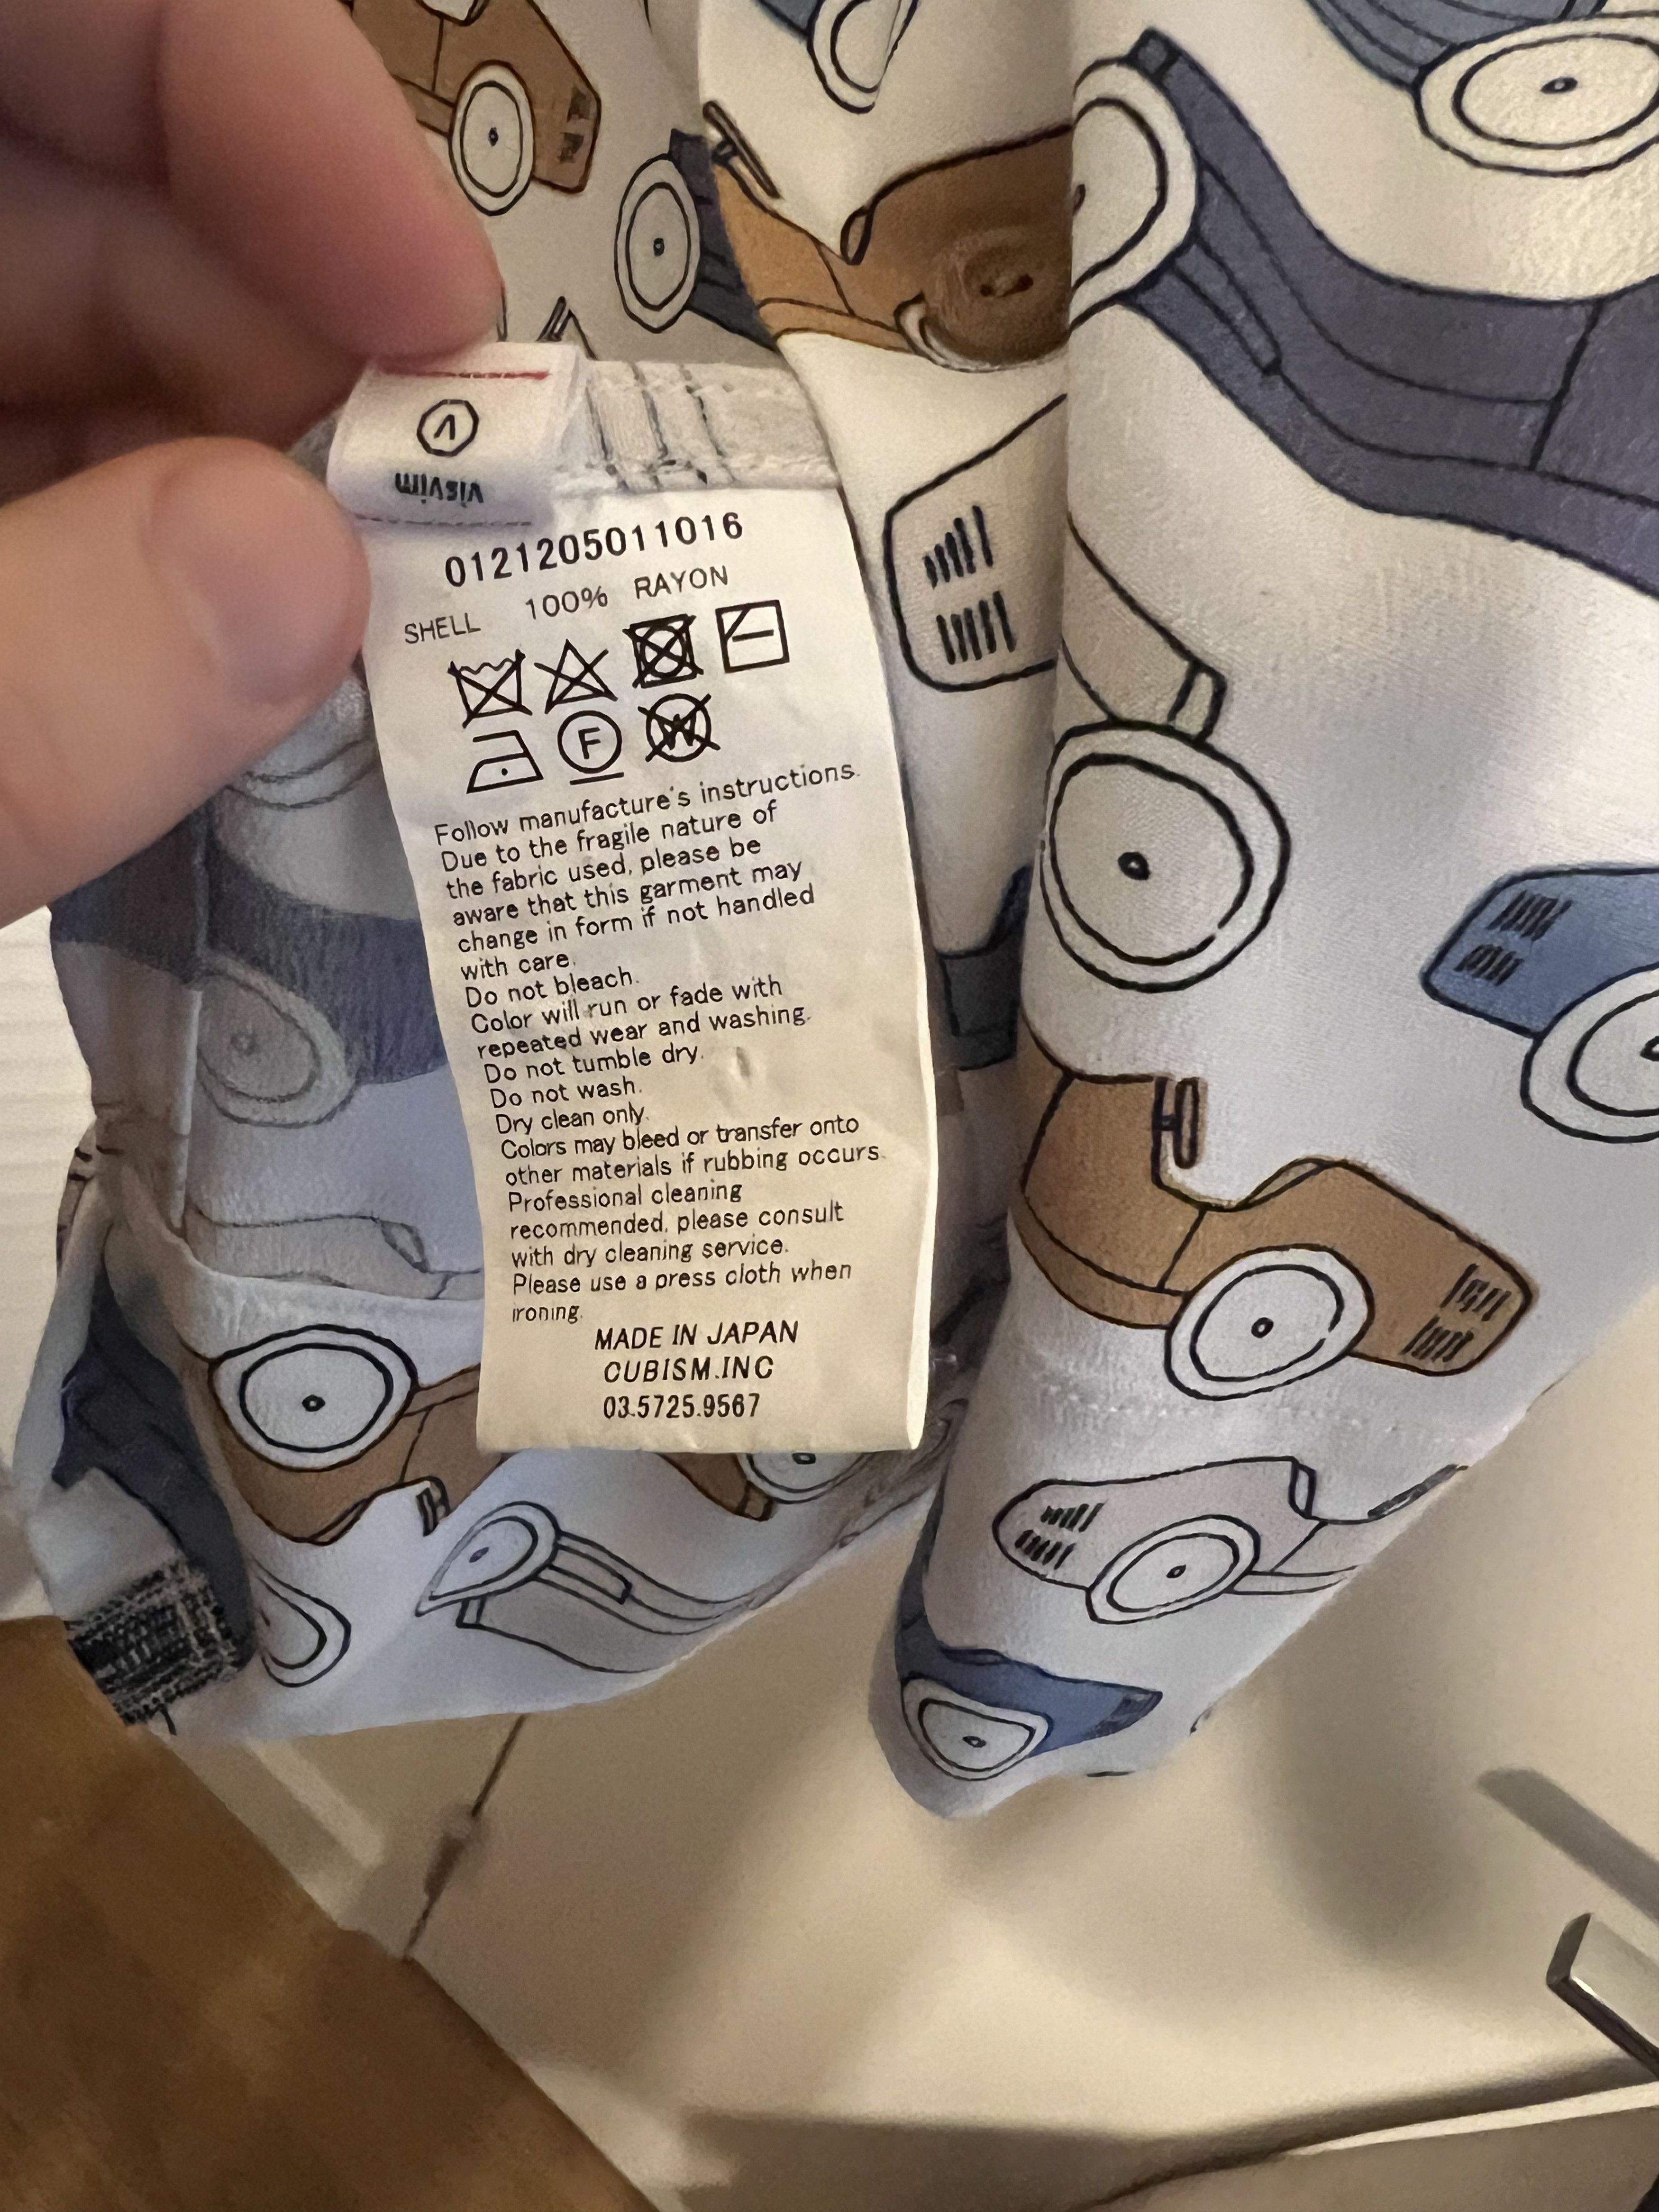 visvim
0121205011016
SHELL 100% RAYON
F
W
Follow manufacture's instructions.
Due to the fragile nature of
the fabric used, please be
aware that this garment may
change in form if not handled
with care.
Do not bleach.
Color will run or fade with
repeated wear and washing.
Do not tumble dry.
Do not wash.
Dry clean only.
Colors may bleed or transfer onto
other materials if rubbing occurs.
Professional cleaning
recommended, please consult
with dry cleaning service.
Please use a press cloth when
ironing.
MADE IN JAPAN
CUBISM.INC
03.5725.9567